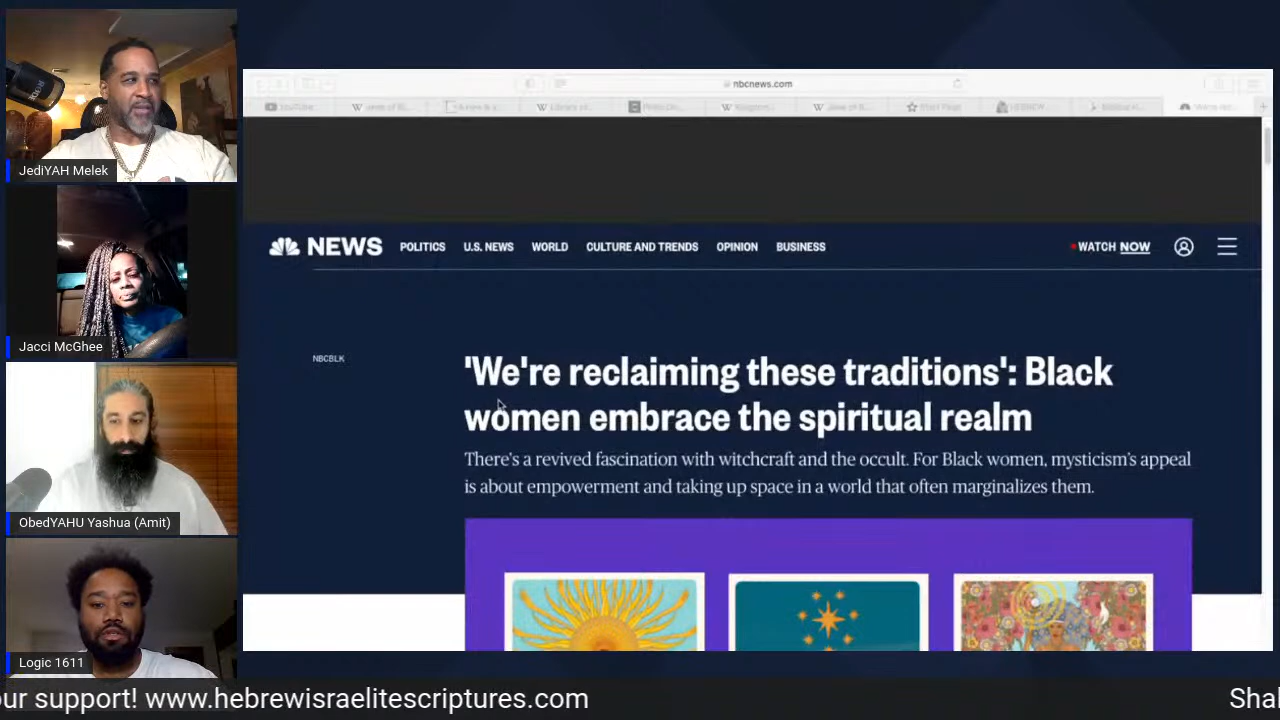 JediYAH Melek
Jacci McGhee
ObedYAHU Yashua (Amit)
Logic 1611
nbcnews.com
YouTube
NEWS POLITICS U.S. NEWS WORLD CULTURE AND TRENDS OPINION BUSINESS WATCH NOW
NBCBLK
'We're reclaiming these traditions': Black
women embrace the spiritual realm
There's a revived fascination with witchcraft and the occult. For Black women, mysticism's appeal
is about empowerment and taking up space in a world that often marginalizes them.
our support! www.hebrewisraelitescriptures.com Shal